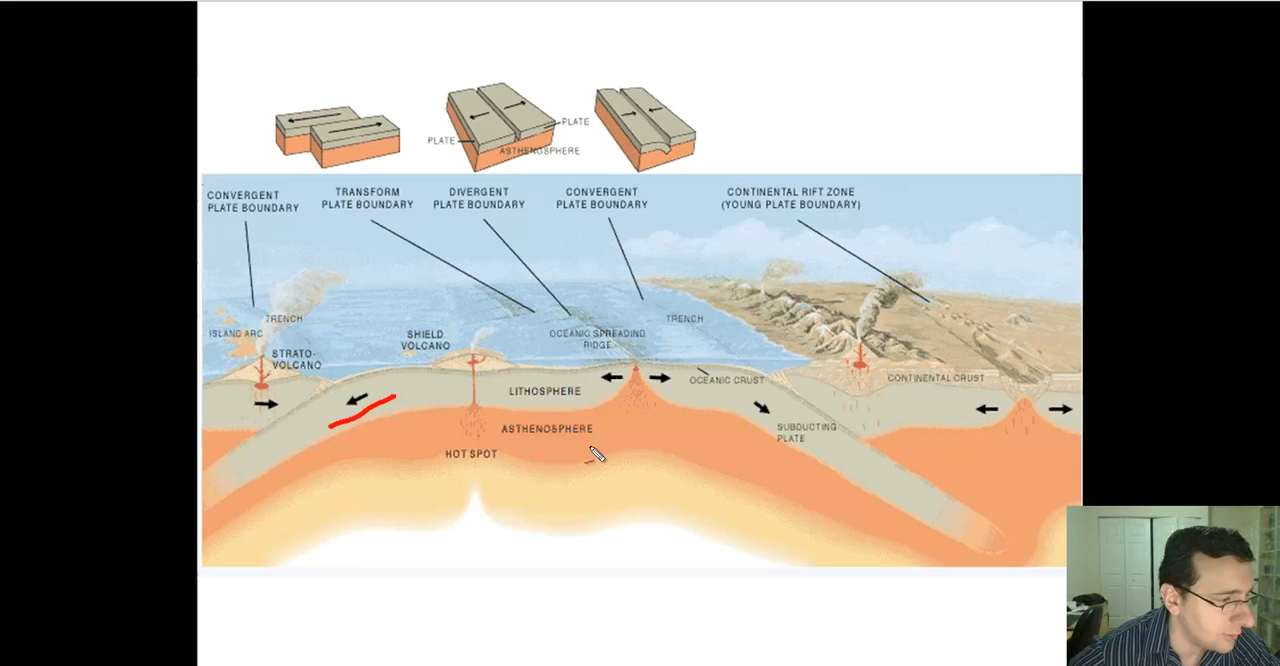 PLATE
PLATE
ASTHENOSPHERE
CONVERGENT
PLATE BOUNDARY
TRANSFORM
PLATE BOUNDARY
DIVERGENT
PLATE BOUNDARY
CONVERGENT
PLATE BOUNDARY
CONTINENTAL RIFT ZONE
(YOUNG PLATE BOUNDARY)
TRENCH
ISLAND ARC
STRATO-
VOLCANO
SHIELD
VOLCANO
OCEANIC SPREADING
RIDGE
TRENCH
LITHOSPHERE
OCEANIC CRUST
CONTINENTAL CRUST
ASTHENOSPHERE
SUBDUCTING
PLATE
HOT SPOT